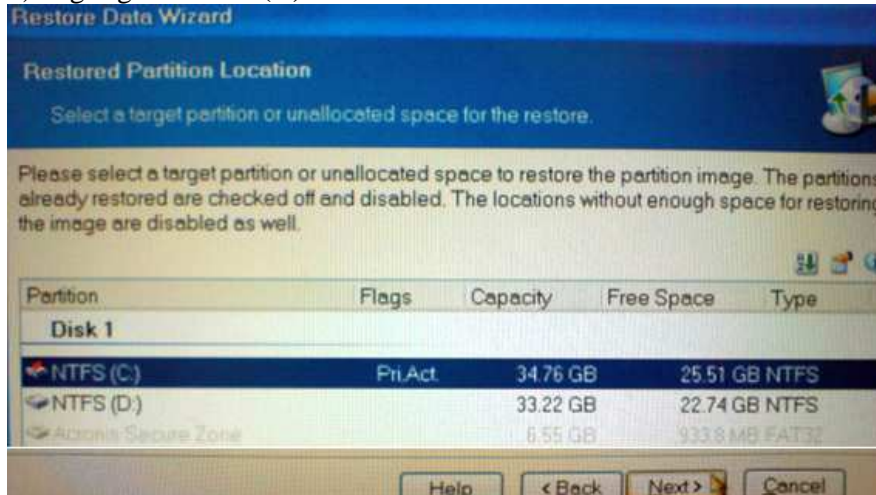 Restore Data Wizard
Restored Partition Location
Select a target partition or unallocated space for the restore.
Please select a target partition or unallocated space to restore the partition image. The partitions
already restored are checked off and disabled. The locations without enough space for restoring
the image are disabled as well.
Partition Flags Capacity Free Space Type
Disk 1
NTFS (C:) Pri,Act. 34.76 GB 25.51 GB NTFS
NTFS (D:) 33.22 GB 22.74 GB NTFS
Acronis Secure Zone 6.55 GB 933.8 MB FAT32
Help < Back Next > Cancel